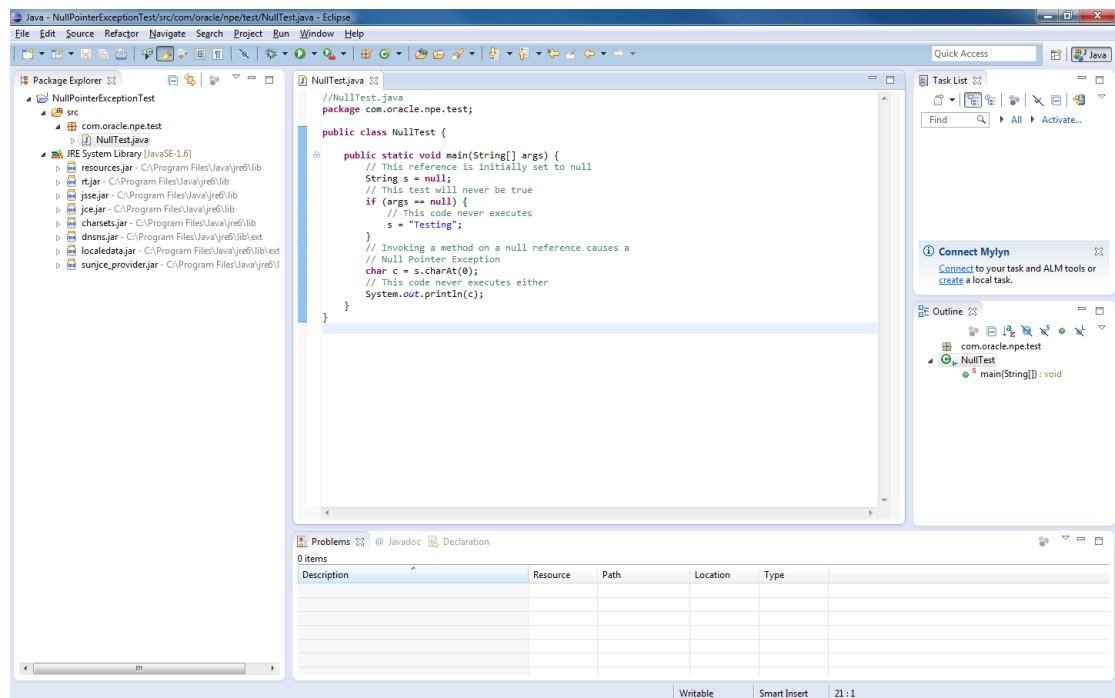 Java - NullPointerExceptionTest/src/com/oracle/npe/test/NullTest.java - Eclipse
File Edit Source Refactor Navigate Search Project Run Window Help
Quick Access
Java
Package Explorer
NullPointerExceptionTest
src
com.oracle.npe.test
NullTest.java
JRE System Library [JavaSE-1.6]
resources.jar - C:\Program Files\Java\jre6\lib
rt.jar - C:\Program Files\Java\jre6\lib
jsse.jar - C:\Program Files\Java\jre6\lib
jce.jar - C:\Program Files\Java\jre6\lib
charsets.jar - C:\Program Files\Java\jre6\lib
dnsns.jar - C:\Program Files\Java\jre6\lib\ext
localedata.jar - C:\Program Files\Java\jre6\lib\ext
sunjce_provider.jar - C:\Program Files\Java\jre6\l
NullTest.java
//NullTest.java
package com.oracle.npe.test;
public class NullTest {
public static void main(String[] args) {
// This reference is initially set to null
String s = null;
// This test will never be true
if (args == null) {
// This code never executes
s = "Testing";
}
// Invoking a method on a null reference causes a
// Null Pointer Exception
char c = s.charAt(0);
// This code never executes either
System.out.println(c);
}
}
Task List
Find All Activate...
Connect Mylyn
Connect to your task and ALM tools or
create a local task.
Outline
com.oracle.npe.test
NullTest
main(String[]) : void
Problems @ Javadoc Declaration
0 items
Description Resource Path Location Type
Writable Smart Insert 21 : 1